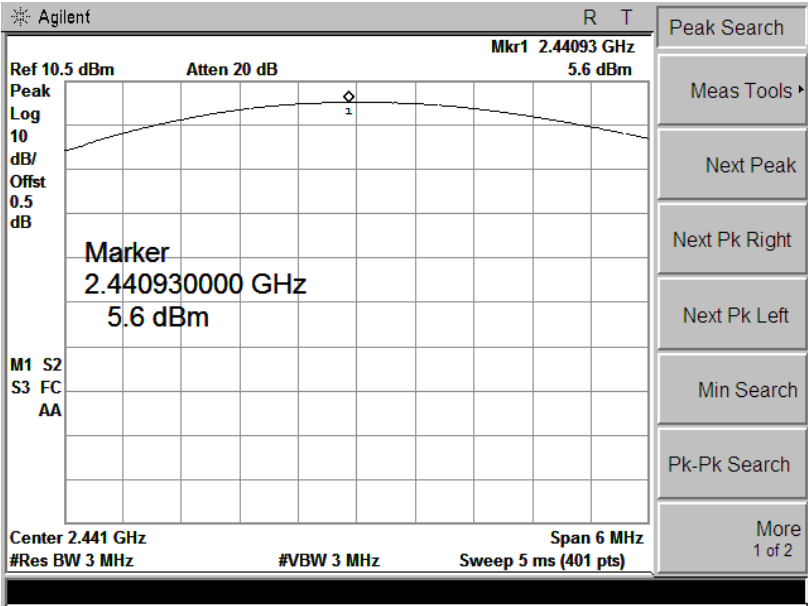 Agilent R T
Mkr1 2.44093 GHz
Ref 10.5 dBm Atten 20 dB 5.6 dBm
Peak
Log
10
dB/
Offst
0.5
dB
1
Marker
2.440930000 GHz
5.6 dBm
M1 S2
S3 FC
AA
Center 2.441 GHz Span 6 MHz
#Res BW 3 MHz #VBW 3 MHz Sweep 5 ms (401 pts)
Peak Search
Meas Tools
Next Peak
Next Pk Right
Next Pk Left
Min Search
Pk-Pk Search
More
1 of 2